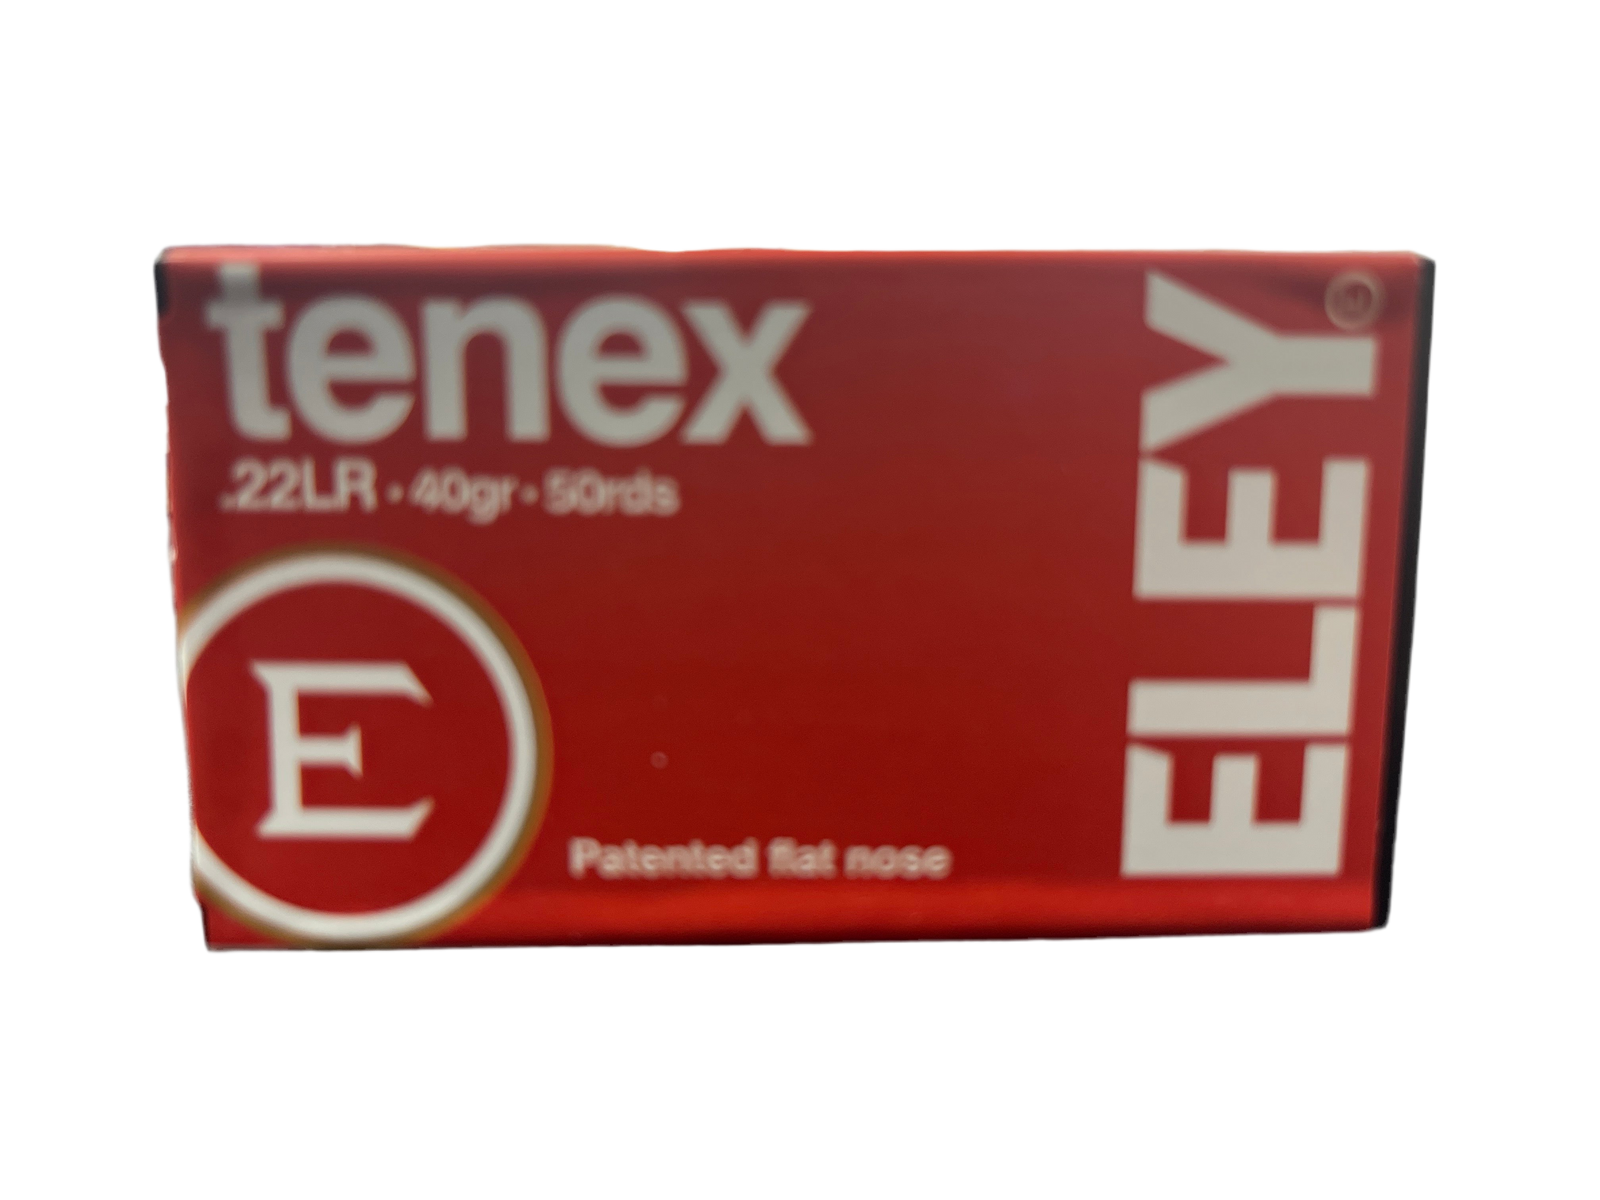 tenex
.22LR · 40gr · 50rds
E
Patented flat nose
ELEY®